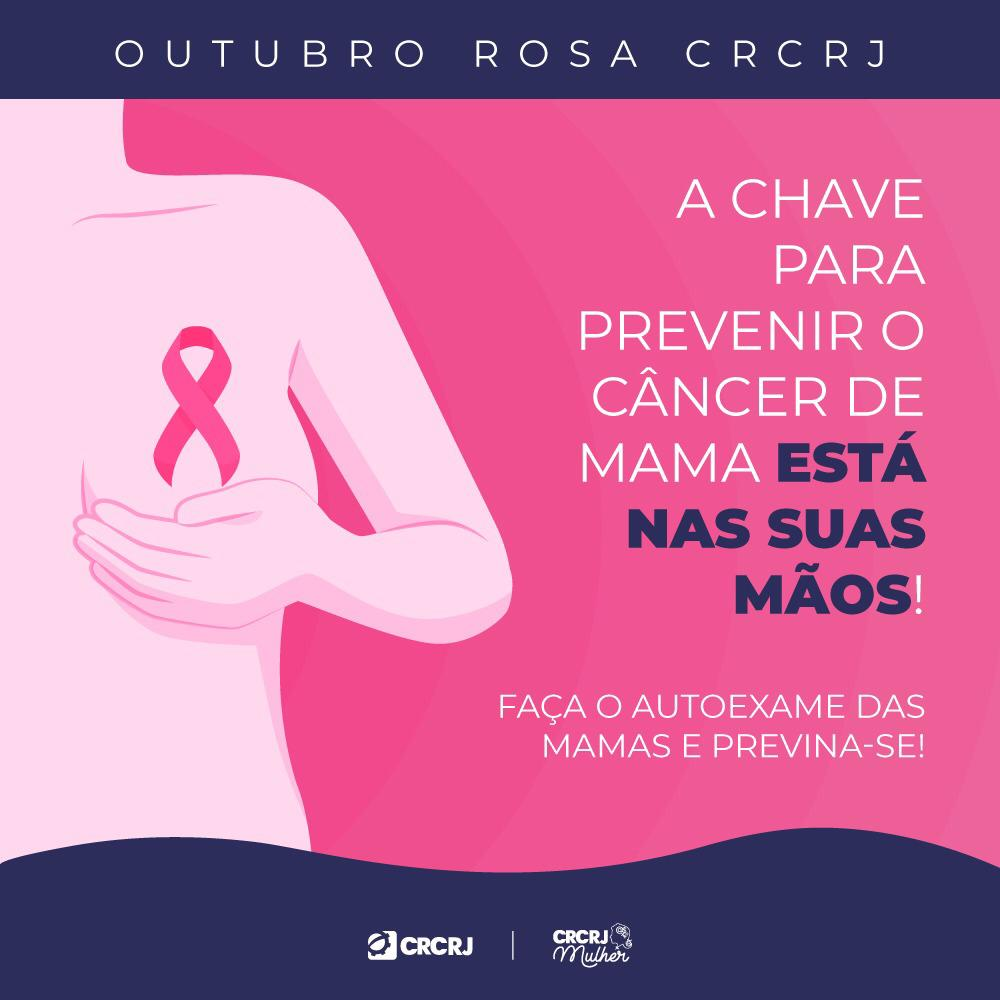 OUTUBRO ROSA CRCRJ
A CHAVE
PARA
PREVENIR O
CÂNCER DE
MAMA ESTÁ
NAS SUAS
MÃOS!
FAÇA O AUTOEXAME DAS
MAMAS E PREVINA-SE!
CRCRJ
CRCRJ
Mulher